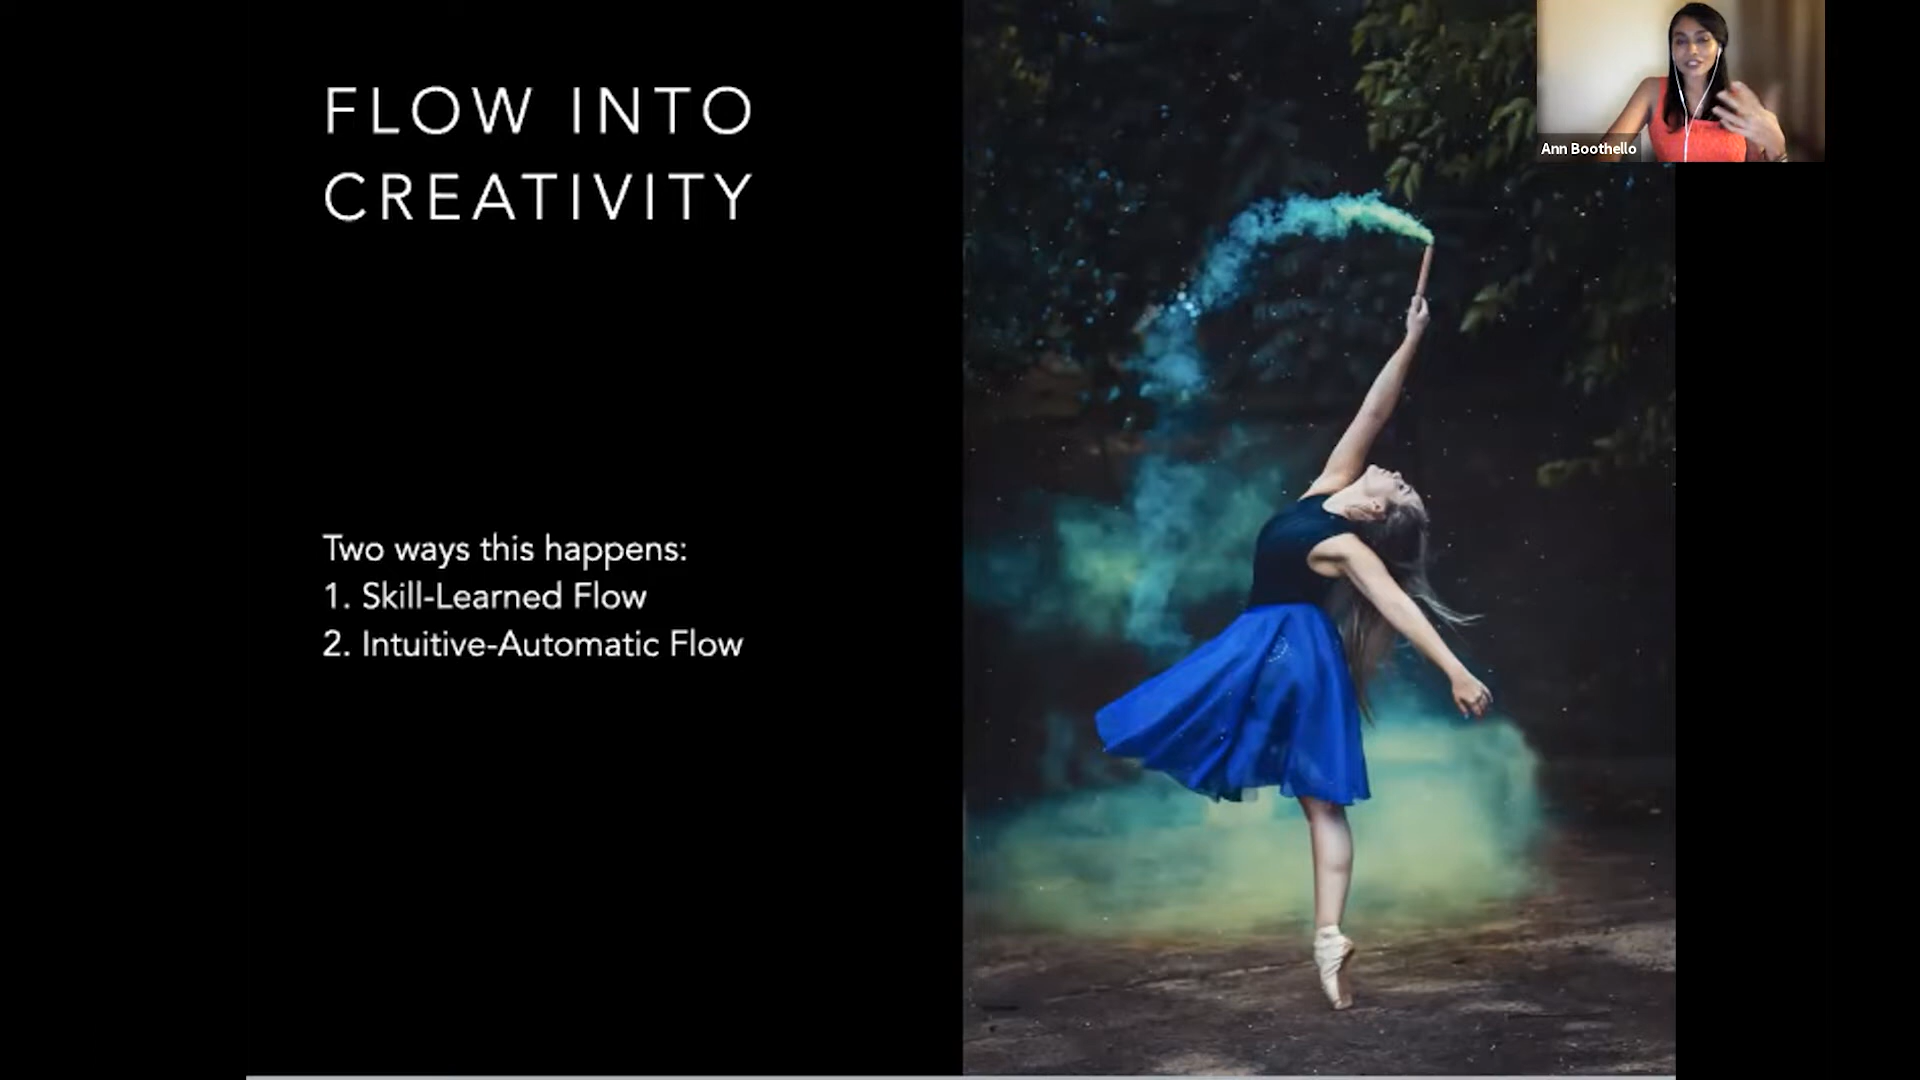 FLOW INTO
CREATIVITY
Two ways this happens:
1. Skill-Learned Flow
2. Intuitive-Automatic Flow
Ann Boothello